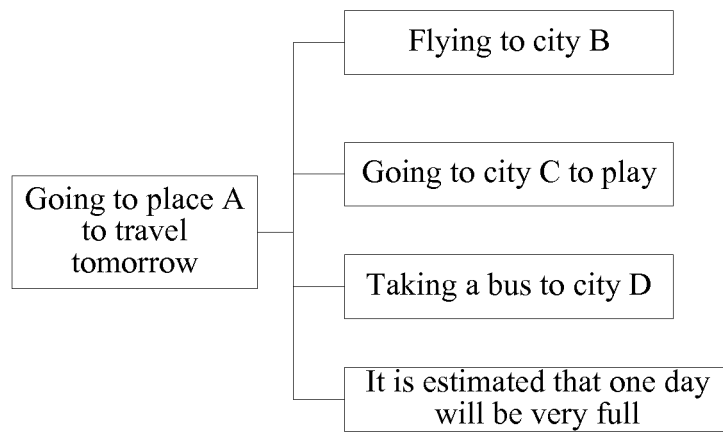 Flying to city B
Going to city C to play
Going to place A
to travel
tomorrow
Taking a bus to city D
It is estimated that one day
will be very full